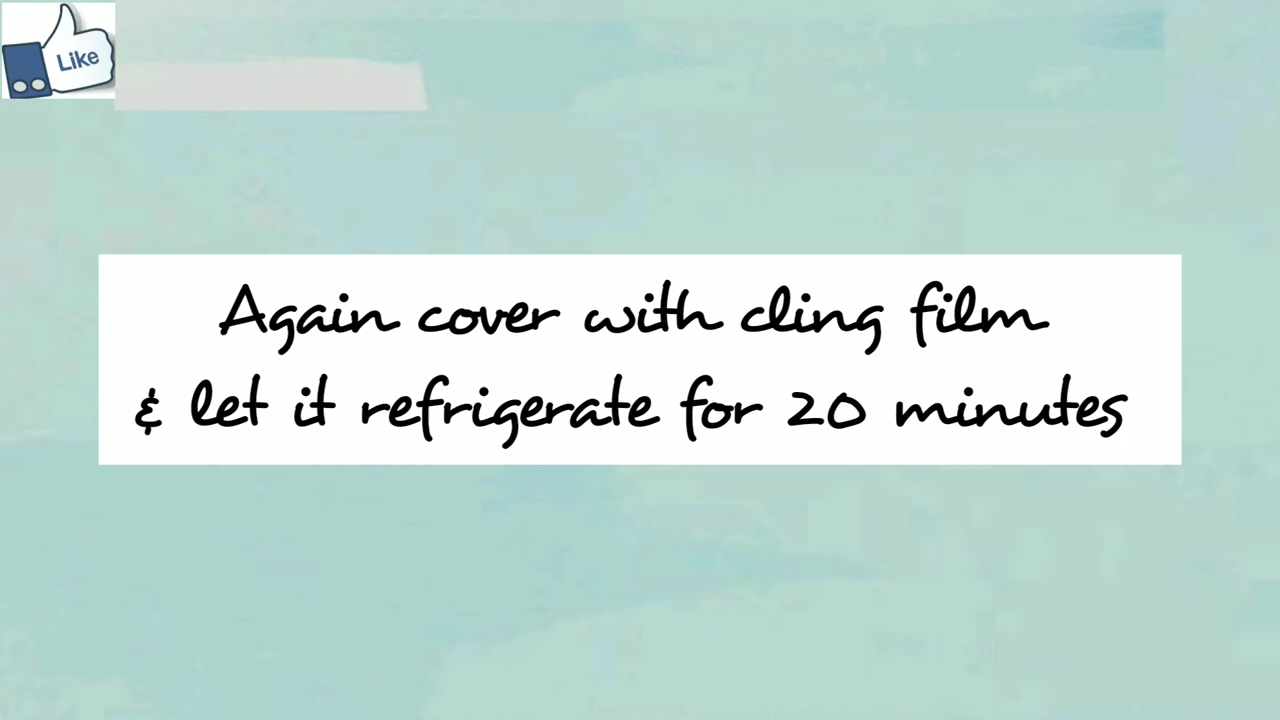 Like
Again cover with cling film
& let it refrigerate for 20 minutes